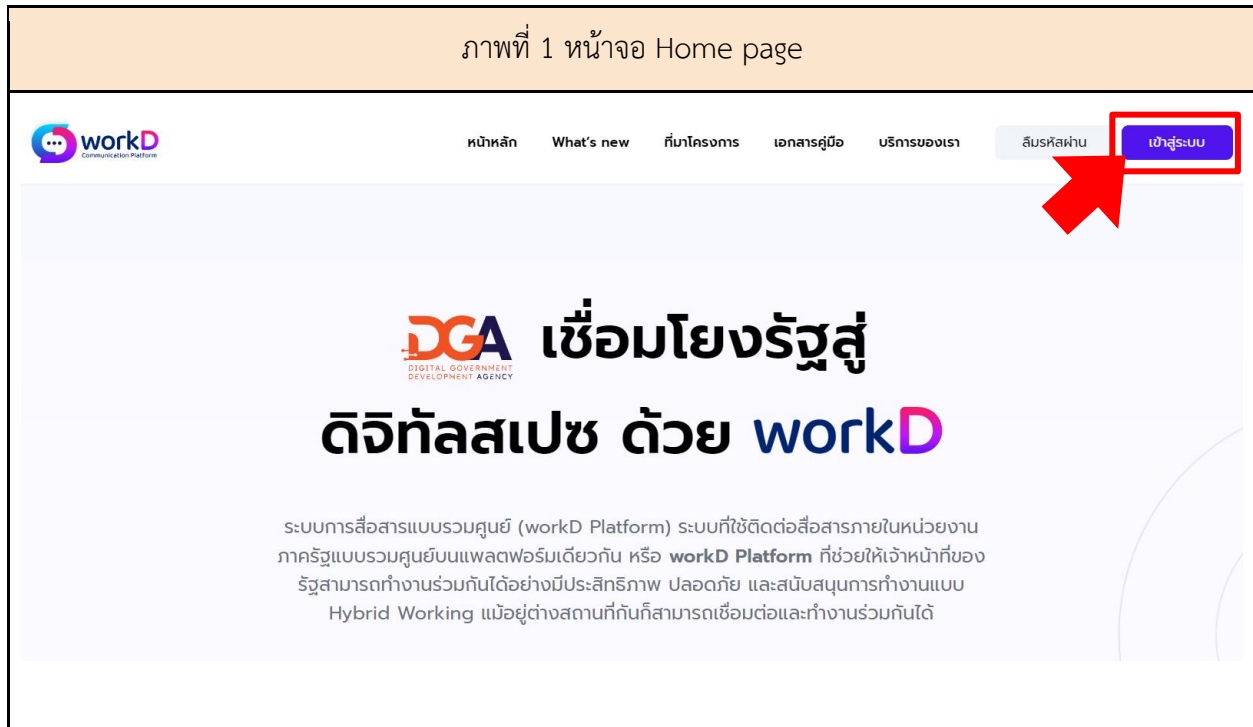 ภาพที่ 1 หน้าจอ Home page
workD
Communication Platform
หน้าหลัก What's new ที่มาโครงการ เอกสารคู่มือ บริการของเรา ลืมรหัสผ่าน เข้าสู่ระบบ
DGA เชื่อมโยงรัฐสู่
DIGITAL GOVERNMENT
DEVELOPMENT AGENCY
ดิจิทัลสเปซ ด้วย workD
ระบบการสื่อสารแบบรวมศูนย์ (workD Platform) ระบบที่ใช้ติดต่อสื่อสารภายในหน่วยงาน
ภาครัฐแบบรวมศูนย์บนแพลตฟอร์มเดียวกัน หรือ workD Platform ที่ช่วยให้เจ้าหน้าที่ของ
รัฐสามารถทำงานร่วมกันได้อย่างมีประสิทธิภาพ ปลอดภัย และสนับสนุนการทำงานแบบ
Hybrid Working แม้อยู่ต่างสถานที่กันก็สามารถเชื่อมต่อและทำงานร่วมกันได้